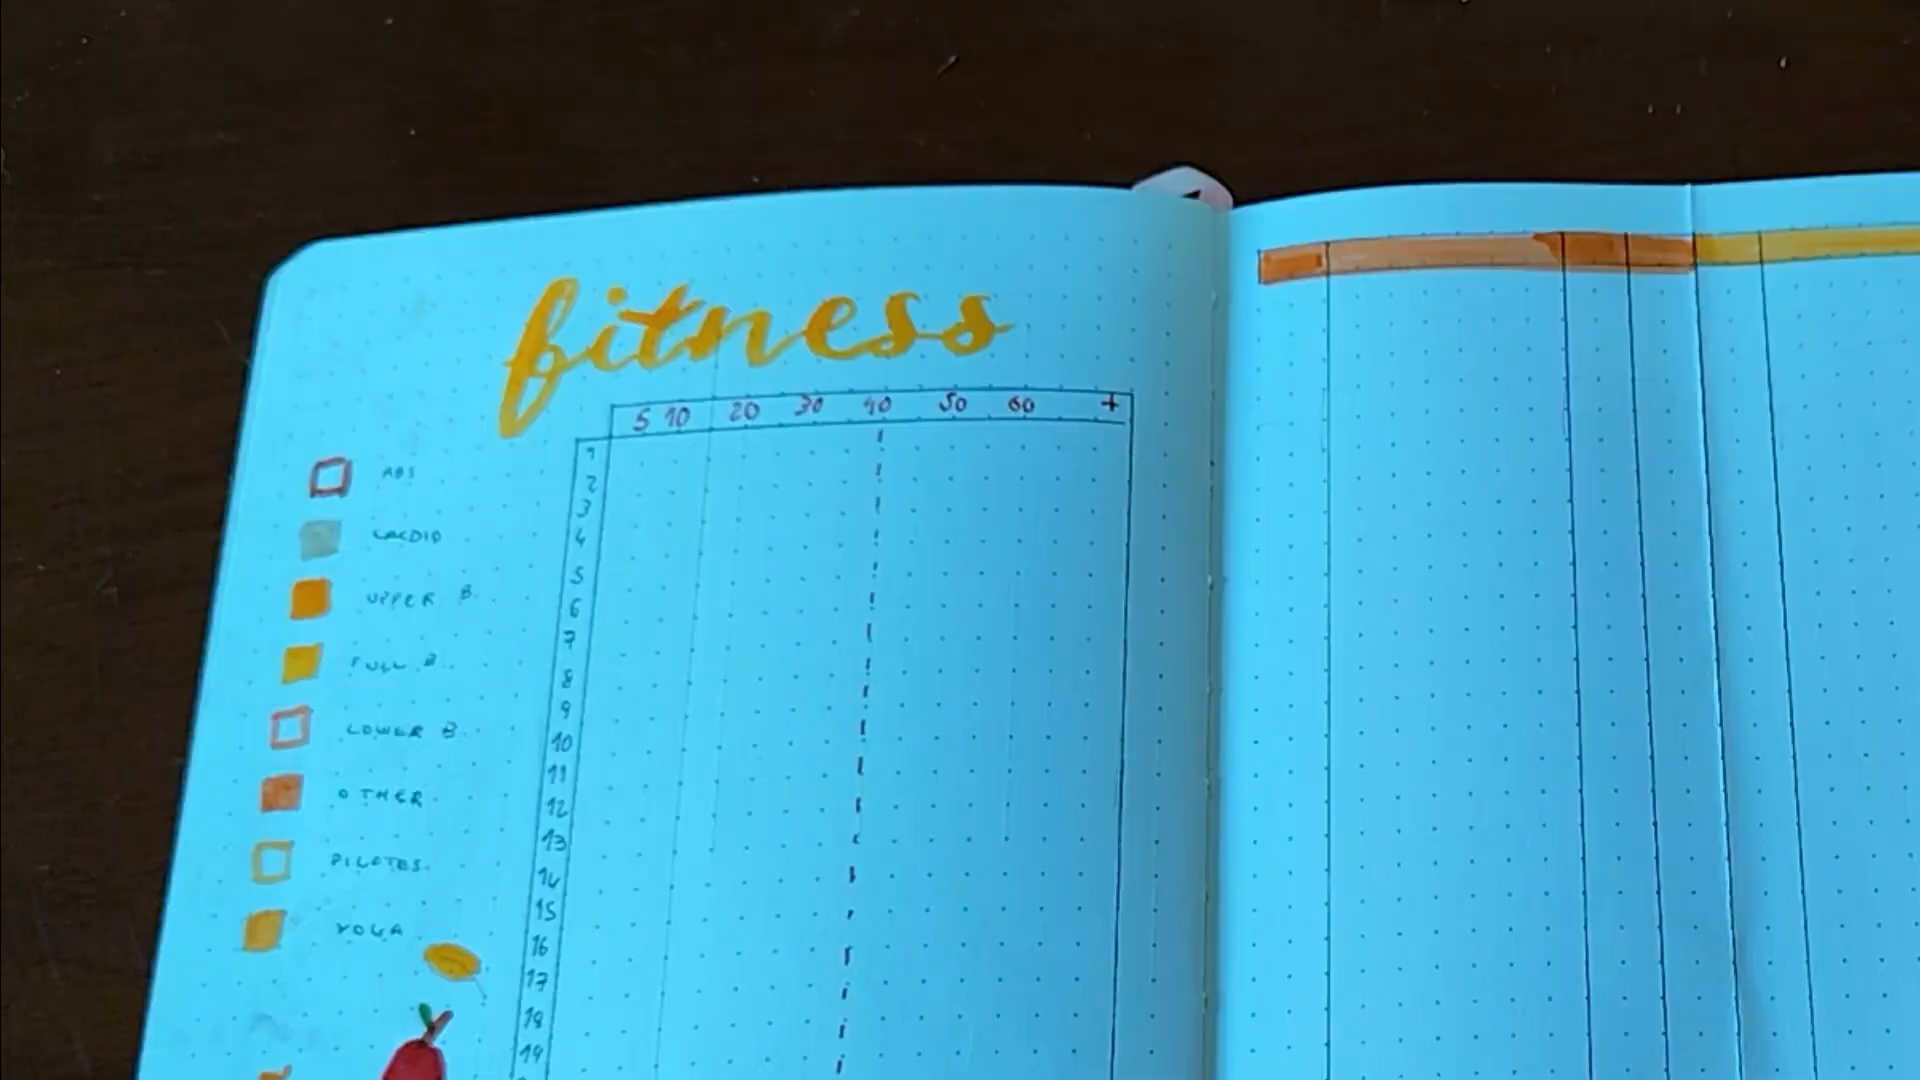 fitness
5 10 20 30 40 50 60 +
ABS
CARDIO
UPPER B.
FULL B.
LOWER B.
OTHER
PILATES
YOGA
1
2
3
4
5
6
7
8
9
10
11
12
13
14
15
16
17
18
19